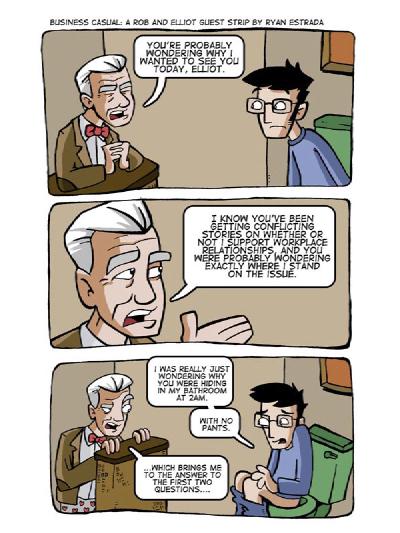 BUSINESS CASUAL: A ROB AND ELLIOT GUEST STRIP BY RYAN ESTRADA
YOU'RE PROBABLY
WONDERING WHY I
WANTED TO SEE YOU
TODAY, ELLIOT.
I KNOW YOU'VE BEEN
GETTING CONFLICTING
STORIES ON WHETHER OR
NOT I SUPPORT WORKPLACE
RELATIONSHIPS, AND YOU
WERE PROBABLY WONDERING
EXACTLY WHERE I STAND
ON THE ISSUE.
I WAS REALLY JUST
WONDERING WHY
YOU WERE HIDING
IN MY BATHROOM
AT 2AM.
WITH NO
PANTS.
...WHICH BRINGS ME
TO THE ANSWER TO
THE FIRST TWO
QUESTIONS....